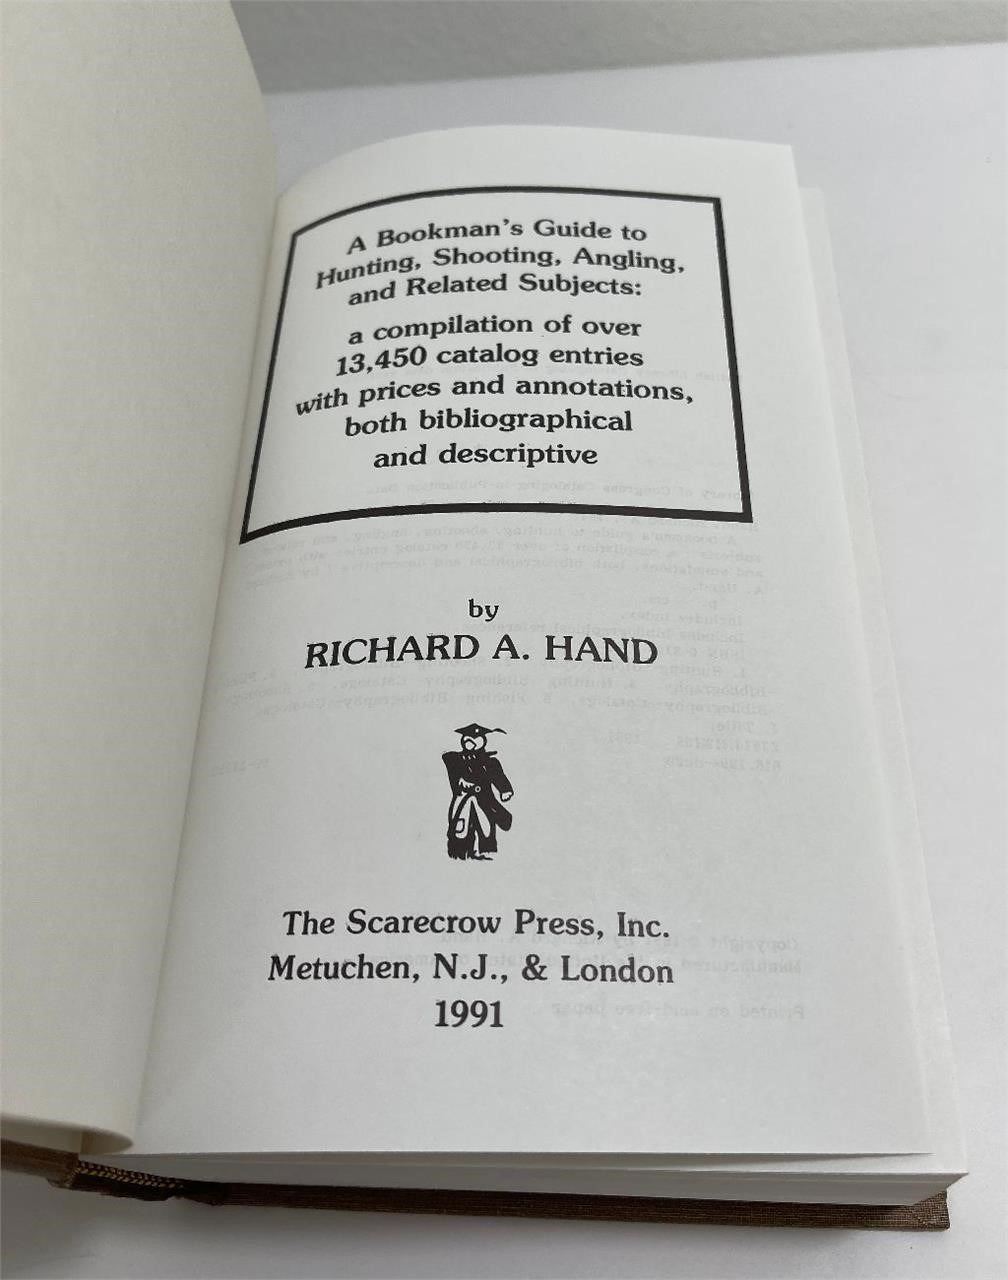 A Bookman's Guide to
Hunting, Shooting, Angling,
and Related Subjects:
a compilation of over
13,450 catalog entries
with prices and annotations,
both bibliographical
and descriptive
by
RICHARD A. HAND
The Scarecrow Press, Inc.
Metuchen, N.J., & London
1991